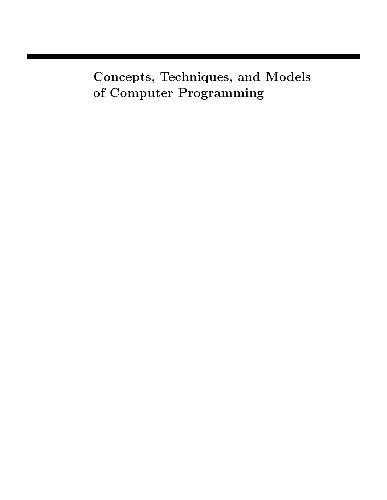 Concepts, Techniques, and Models
of Computer Programming